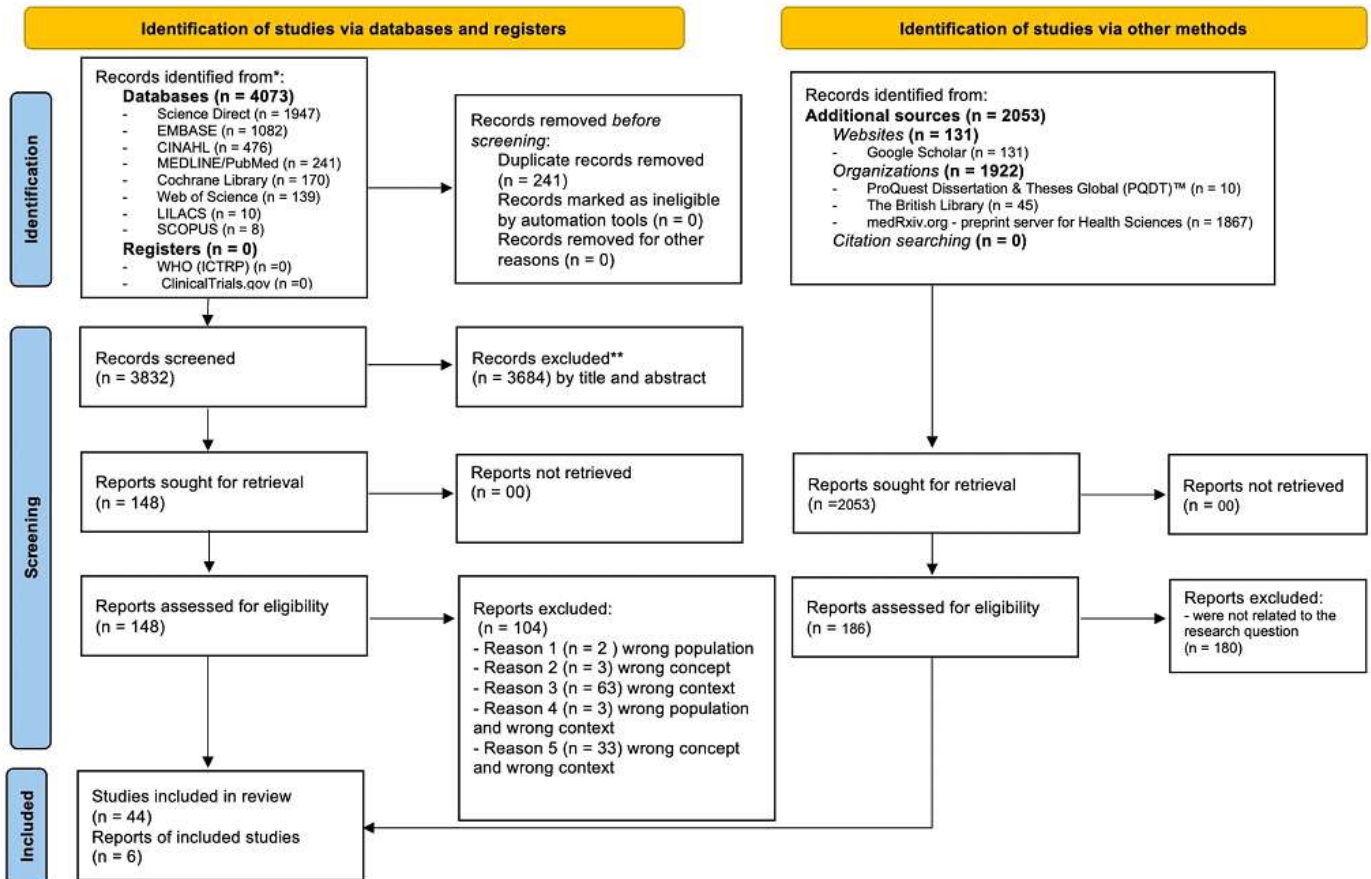 Identification of studies via databases and registers
Identification of studies via other methods
Identification
Records identified from*:
Databases (n = 4073)
- Science Direct (n = 1947)
- EMBASE (n = 1082)
- CINAHL (n = 476)
- MEDLINE/PubMed (n = 241)
- Cochrane Library (n = 170)
- Web of Science (n = 139)
- LILACS (n = 10)
- SCOPUS (n = 8)
Registers (n = 0)
- WHO (ICTRP) (n =0)
- ClinicalTrials.gov (n =0)
Records removed before
screening:
Duplicate records removed
(n = 241)
Records marked as ineligible
by automation tools (n = 0)
Records removed for other
reasons (n = 0)
Records identified from:
Additional sources (n = 2053)
Websites (n = 131)
- Google Scholar (n = 131)
Organizations (n = 1922)
- ProQuest Dissertation & Theses Global (PQDT)™ (n = 10)
- The British Library (n = 45)
- medRxiv.org - preprint server for Health Sciences (n = 1867)
Citation searching (n = 0)
Screening
Records screened
(n = 3832)
Records excluded**
(n = 3684) by title and abstract
Reports sought for retrieval
(n = 148)
Reports not retrieved
(n = 00)
Reports sought for retrieval
(n =2053)
Reports not retrieved
(n = 00)
Reports assessed for eligibility
(n = 148)
Reports excluded:
(n = 104)
- Reason 1 (n = 2 ) wrong population
- Reason 2 (n = 3) wrong concept
- Reason 3 (n = 63) wrong context
- Reason 4 (n = 3) wrong population
and wrong context
- Reason 5 (n = 33) wrong concept
and wrong context
Reports assessed for eligibility
(n = 186)
Reports excluded:
- were not related to the
research question
(n = 180)
Included
Studies included in review
(n = 44)
Reports of included studies
(n = 6)